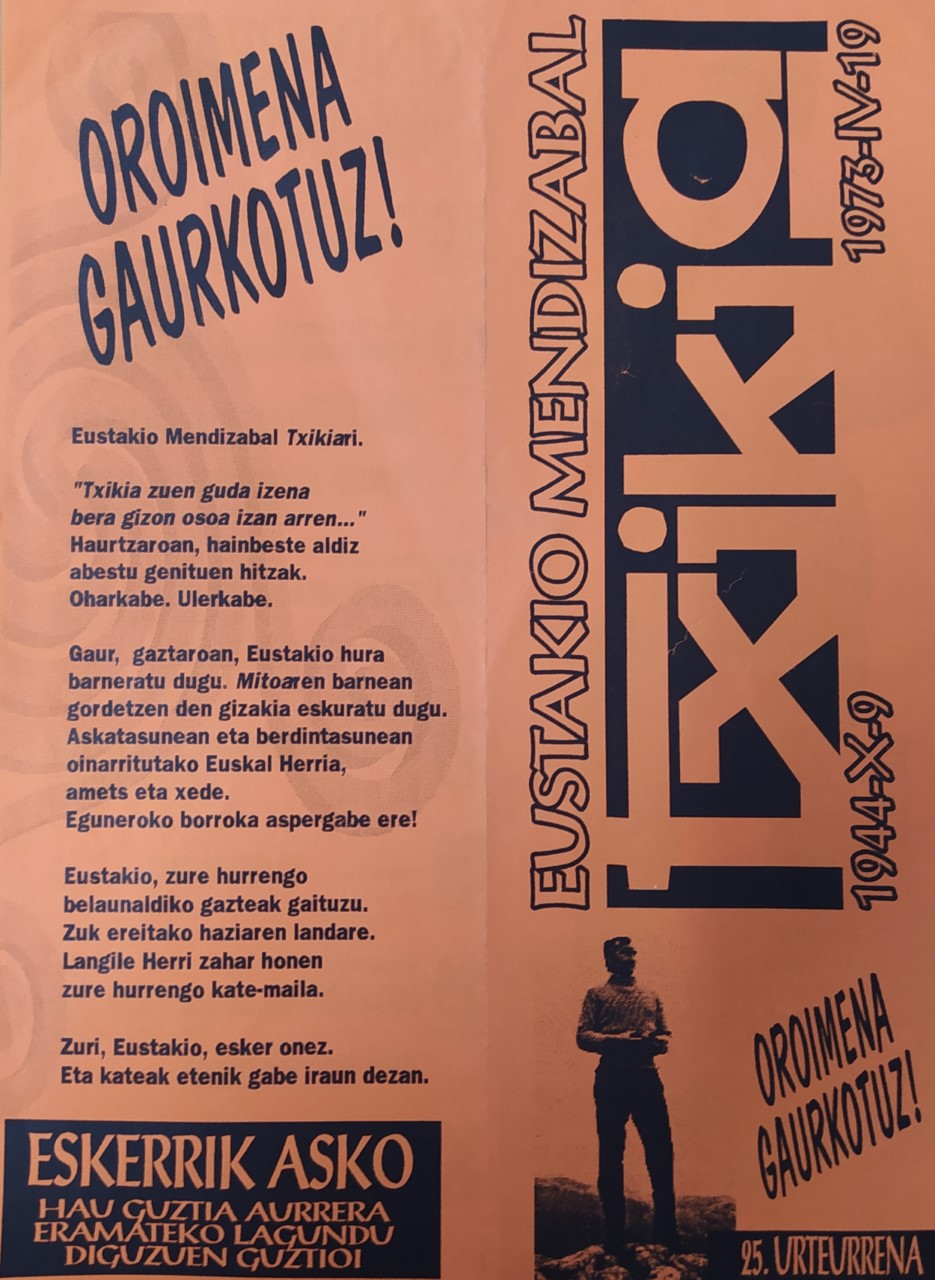 OROIMENA
GAURKOTUZ!
Eustakio Mendizabal Txikiari.
"Txikia zuen guda izena
bera gizon osoa izan arren..."
Haurtzaroan, hainbeste aldiz
abestu genituen hitzak.
Oharkabe. Ulerkabe.
Gaur, gaztaroan, Eustakio hura
barneratu dugu. Mitoaren barnean
gordetzen den gizakia eskuratu dugu.
Askatasunean eta berdintasunean
oinarritutako Euskal Herria,
amets eta xede.
Eguneroko borroka aspergabe ere!
Eustakio, zure hurrengo
belaunaldiko gazteak gaituzu.
Zuk ereitako haziaren landare.
Langile Herri zahar honen
zure hurrengo kate-maila.
Zuri, Eustakio, esker onez.
Eta kateak etenik gabe iraun dezan.
ESKERRIK ASKO
HAU GUZTIA AURRERA
ERAMATEKO LAGUNDU
DIGUZUEN GUZTIOI
EUSTAKIO MENDIZABAL
Txikia
1944-X-9
1973-IV-19
OROIMENA
GAURKOTUZ!
25. URTEURRENA